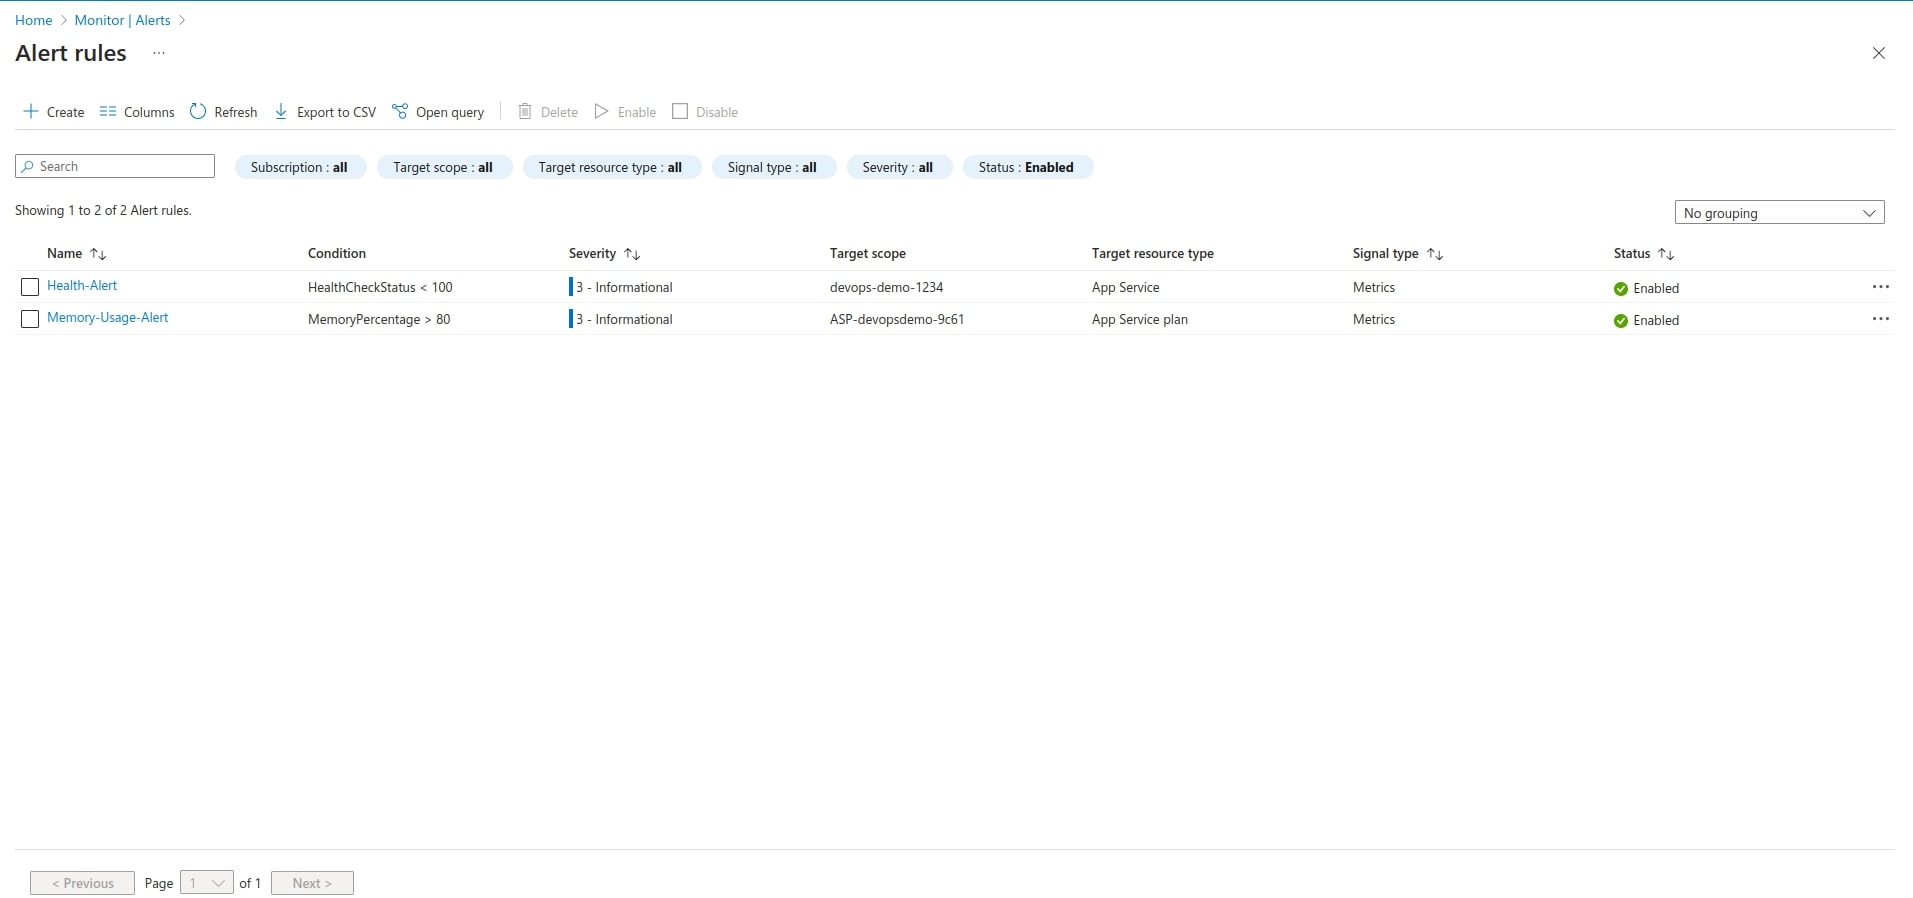 Home > Monitor | Alerts >
Alert rules ...
Create Columns Refresh Export to CSV Open query Delete Enable Disable
Search Subscription : all Target scope : all Target resource type : all Signal type : all Severity : all Status : Enabled
Showing 1 to 2 of 2 Alert rules. No grouping
Name ↑↓ Condition Severity ↑↓ Target scope Target resource type Signal type ↑↓ Status ↑↓
Health-Alert HealthCheckStatus < 100 3 - Informational devops-demo-1234 App Service Metrics Enabled ...
Memory-Usage-Alert MemoryPercentage > 80 3 - Informational ASP-devopsdemo-9c61 App Service plan Metrics Enabled ...
< Previous Page 1 of 1 Next >